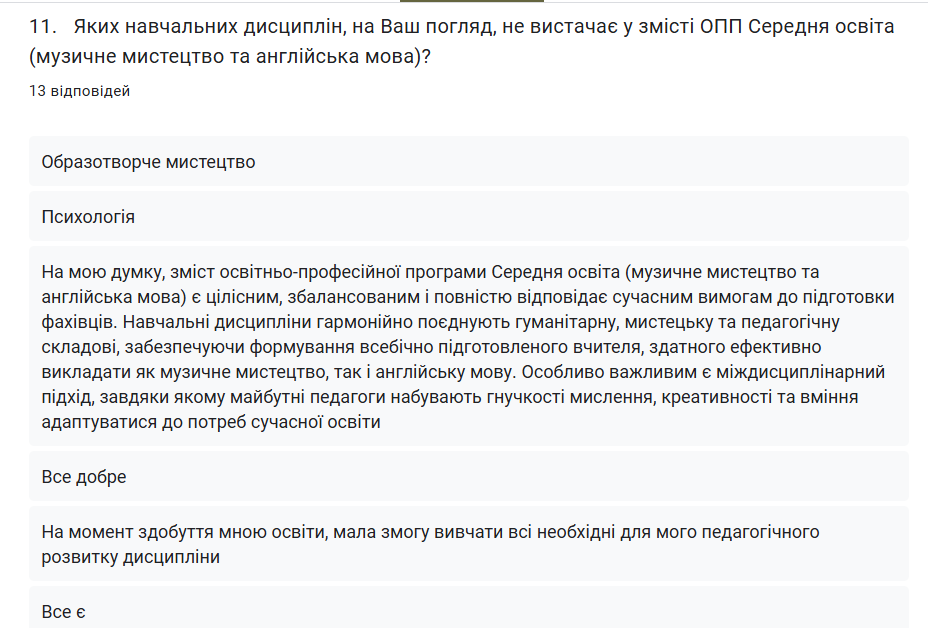 11. Яких навчальних дисциплін, на Ваш погляд, не вистачає у змісті ОПП Середня освіта
(музичне мистецтво та англійська мова)?
13 відповідей
Образотворче мистецтво
Психологія
На мою думку, зміст освітньо-професійної програми Середня освіта (музичне мистецтво та
англійська мова) є цілісним, збалансованим і повністю відповідає сучасним вимогам до підготовки
фахівців. Навчальні дисципліни гармонійно поєднують гуманітарну, мистецьку та педагогічну
складові, забезпечуючи формування всебічно підготовленого вчителя, здатного ефективно
викладати як музичне мистецтво, так і англійську мову. Особливо важливим є міждисциплінарний
підхід, завдяки якому майбутні педагоги набувають гнучкості мислення, креативності та вміння
адаптуватися до потреб сучасної освіти
Все добре
На момент здобуття мною освіти, мала змогу вивчати всі необхідні для мого педагогічного
розвитку дисципліни
Все є